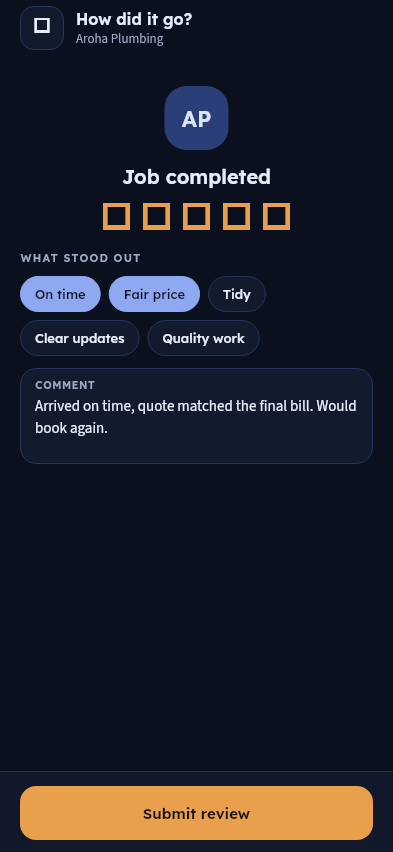 How did it go?
Aroha Plumbing
AP
Job completed
WHAT STOOD OUT
On time
Fair price
Tidy
Clear updates
Quality work
COMMENT
Arrived on time, quote matched the final bill. Would
book again.
Submit review